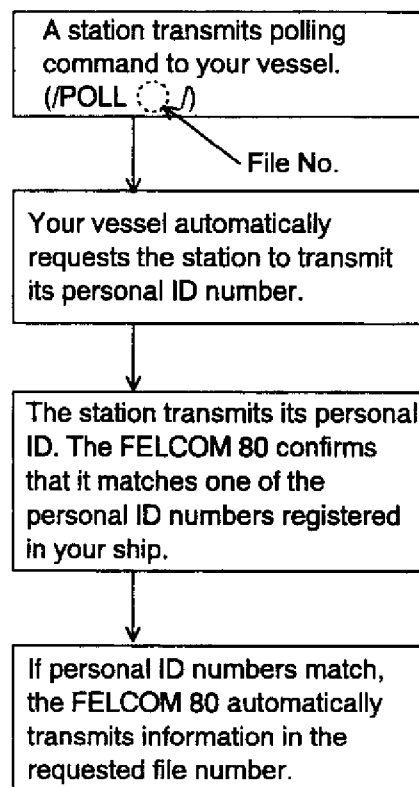 A station transmits polling
command to your vessel.
(/POLL _/)
File No.
Your vessel automatically
requests the station to transmit
its personal ID number.
The station transmits its personal
ID. The FELCOM 80 confirms
that it matches one of the
personal ID numbers registered
in your ship.
If personal ID numbers match,
the FELCOM 80 automatically
transmits information in the
requested file number.